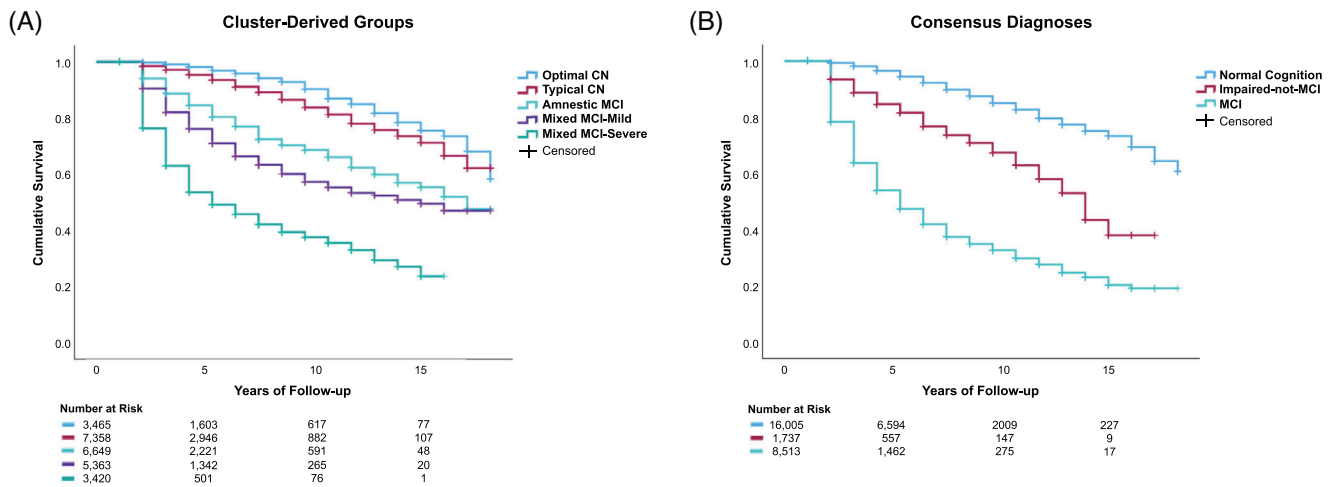 (A)
Cluster-Derived Groups
1.0
0.8
0.6
0.4
0.2
0.0
Cumulative Survival
Optimal CN
Typical CN
Amnestic MCI
Mixed MCI-Mild
Mixed MCI-Severe
Censored
0 5 10 15
Years of Follow-up
Number at Risk
3,465 1,603 617 77
7,358 2,946 882 107
6,649 2,221 591 48
5,363 1,342 265 20
3,420 501 76 1
(B)
Consensus Diagnoses
1.0
0.8
0.6
0.4
0.2
0.0
Cumulative Survival
Normal Cognition
Impaired-not-MCI
MCI
Censored
0 5 10 15
Years of Follow-up
Number at Risk
16,005 6,594 2009 227
1,737 557 147 9
8,513 1,462 275 17